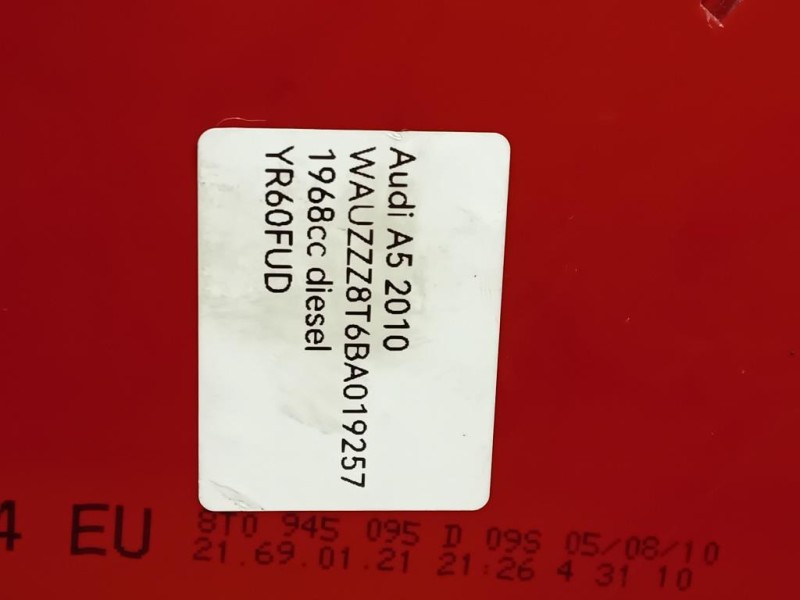 Audi A5 2010
WAUZZZ8T6BA019257
1968cc diesel
YR60FUD
4 EU
8T0 945 095 D 09S 05/08/10
21.69.01.21 21:26 4 31 10